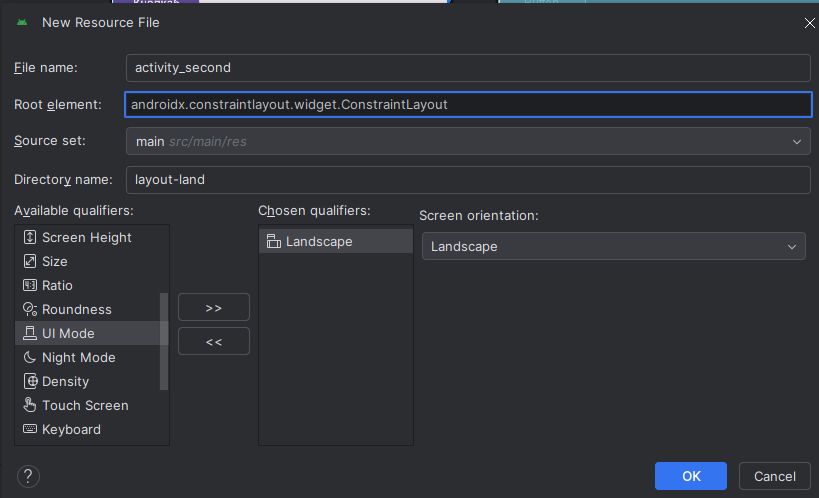 New Resource File
File name:
activity_second
Root element:
androidx.constraintlayout.widget.ConstraintLayout
Source set:
main src/main/res
Directory name:
layout-land
Available qualifiers:
Screen Height
Size
Ratio
Roundness
UI Mode
Night Mode
Density
Touch Screen
Keyboard
>>
<<
Chosen qualifiers:
Landscape
Screen orientation:
Landscape
?
OK
Cancel